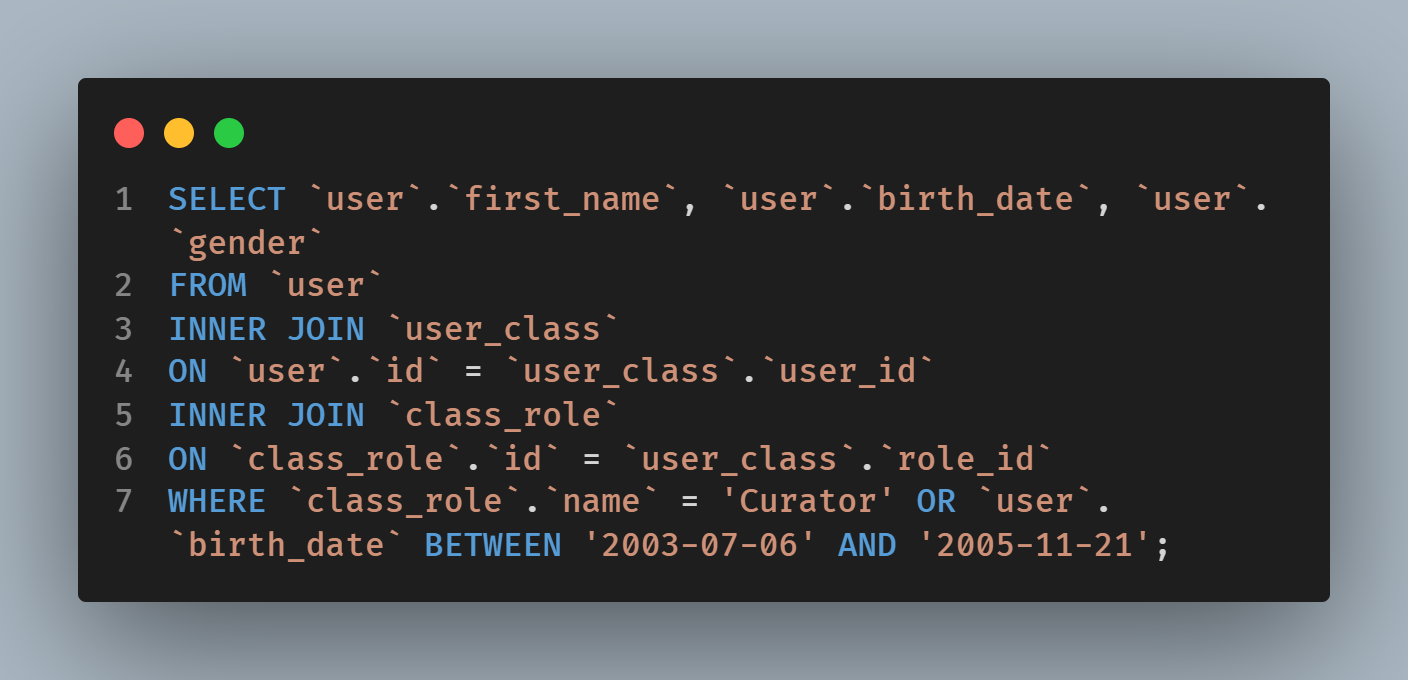 1 SELECT `user`.`first_name`, `user`.`birth_date`, `user`.
`gender`
2 FROM `user`
3 INNER JOIN `user_class`
4 ON `user`.`id` = `user_class`.`user_id`
5 INNER JOIN `class_role`
6 ON `class_role`.`id` = `user_class`.`role_id`
7 WHERE `class_role`.`name` = 'Curator' OR `user`.
`birth_date` BETWEEN '2003-07-06' AND '2005-11-21';